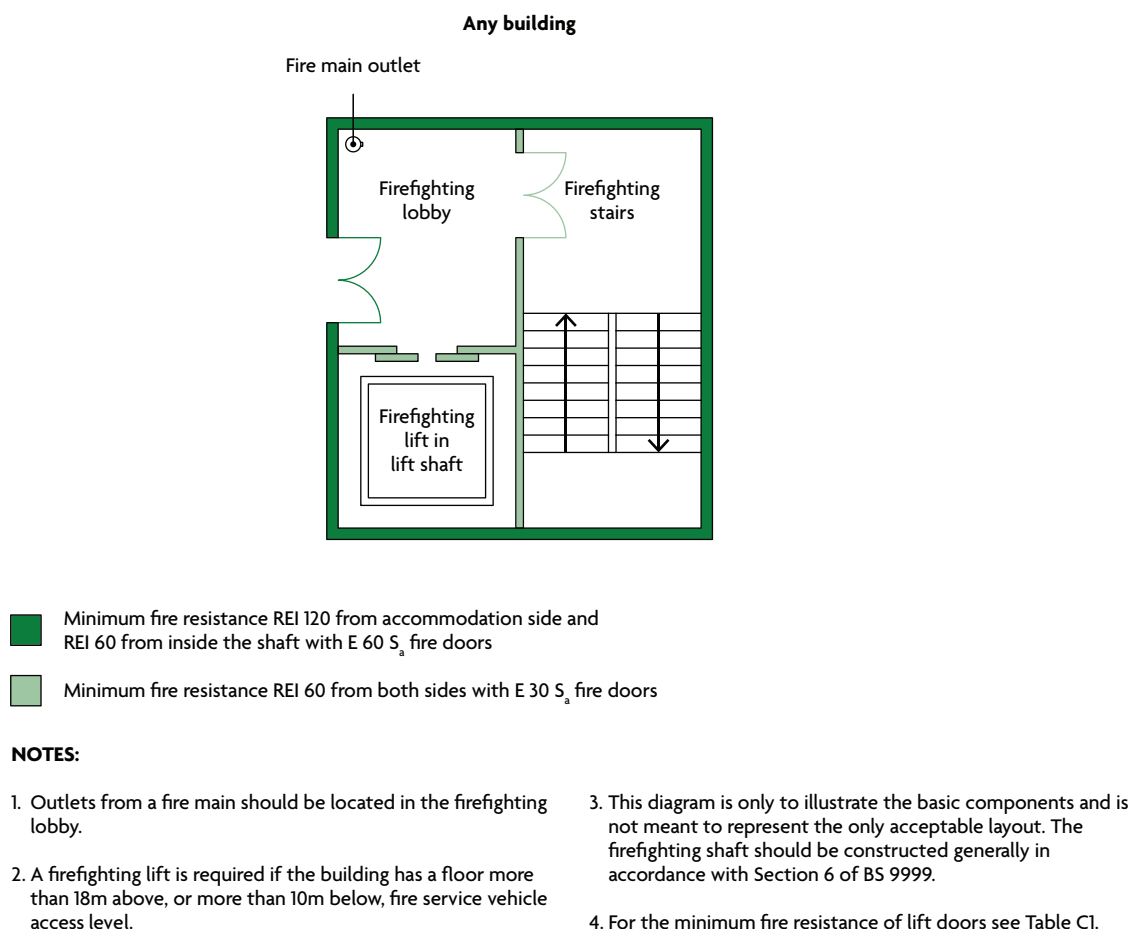 Any building
Fire main outlet
Firefighting
lobby
Firefighting
stairs
Firefighting
lift in
lift shaft
Minimum fire resistance REI 120 from accommodation side and
REI 60 from inside the shaft with E 60 Sa fire doors
Minimum fire resistance REI 60 from both sides with E 30 Sa fire doors
NOTES:
1. Outlets from a fire main should be located in the firefighting
lobby.
2. A firefighting lift is required if the building has a floor more
than 18m above, or more than 10m below, fire service vehicle
access level.
3. This diagram is only to illustrate the basic components and is
not meant to represent the only acceptable layout. The
firefighting shaft should be constructed generally in
accordance with Section 6 of BS 9999.
4. For the minimum fire resistance of lift doors see Table C1.